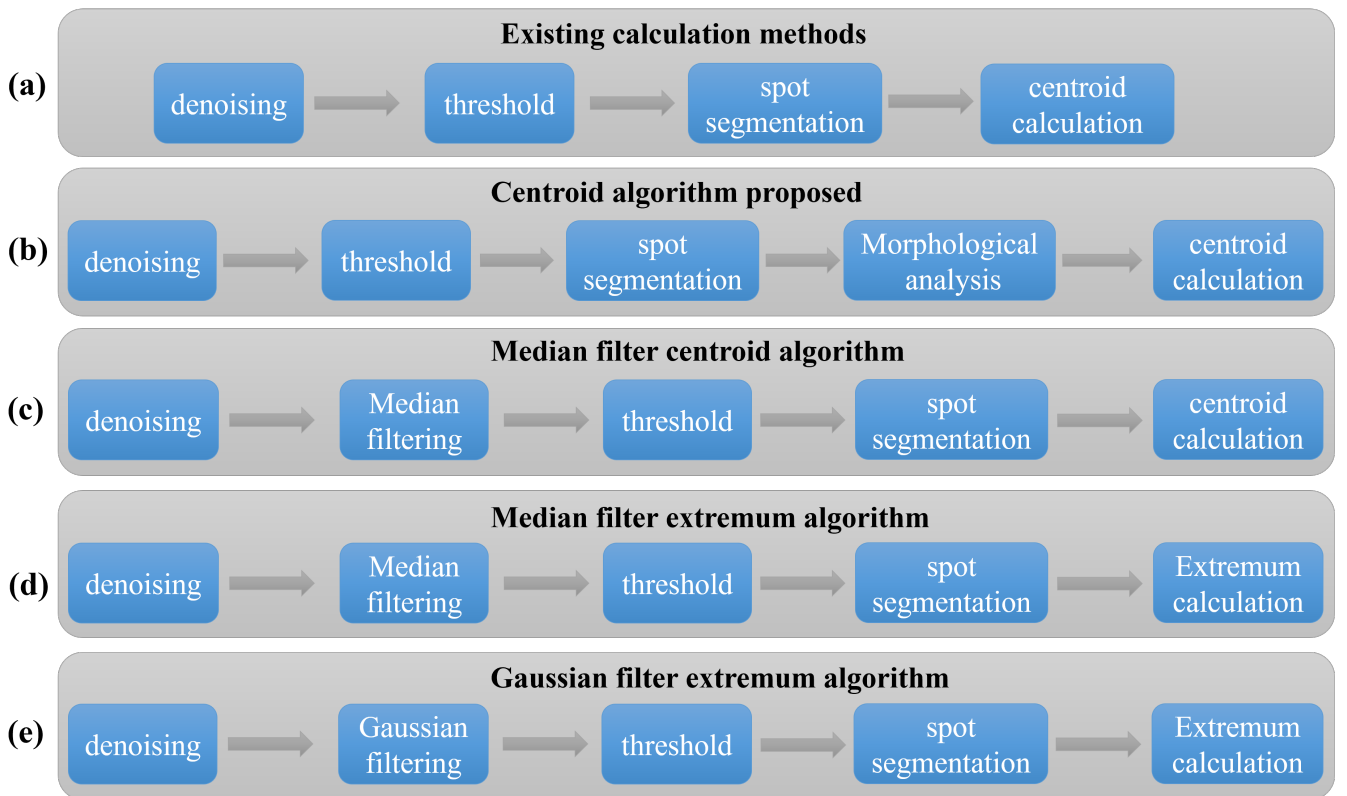 Existing calculation methods
(a)
denoising
threshold
spot
segmentation
centroid
calculation
Centroid algorithm proposed
(b)
denoising
threshold
spot
segmentation
Morphological
analysis
centroid
calculation
Median filter centroid algorithm
(c)
denoising
Median
filtering
threshold
spot
segmentation
centroid
calculation
Median filter extremum algorithm
(d)
denoising
Median
filtering
threshold
spot
segmentation
Extremum
calculation
Gaussian filter extremum algorithm
(e)
denoising
Gaussian
filtering
threshold
spot
segmentation
Extremum
calculation